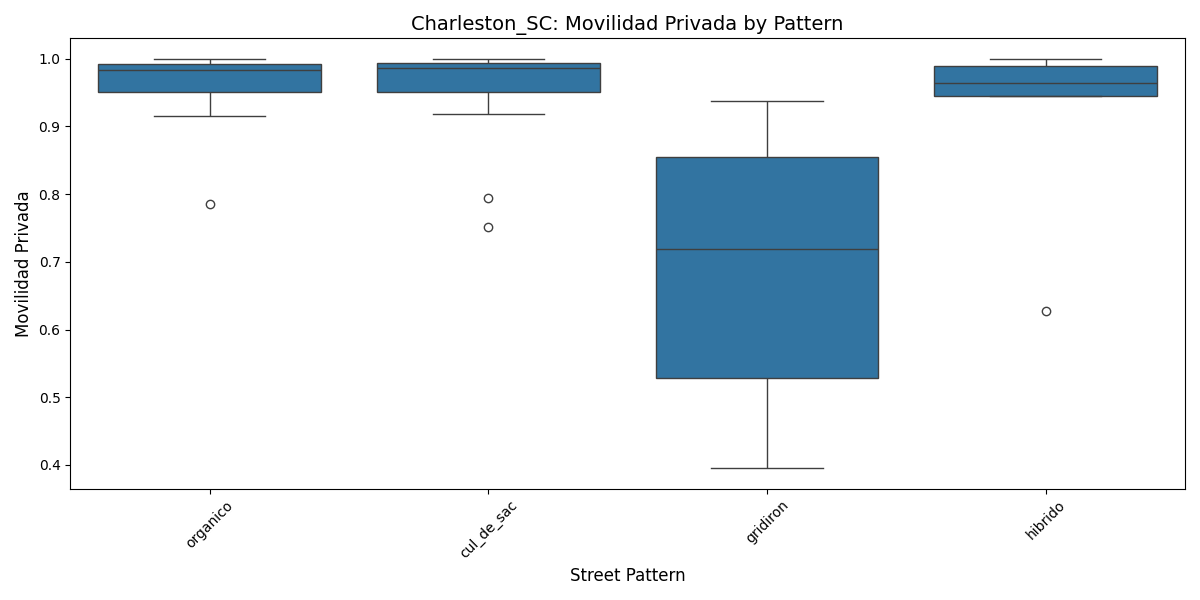 Charleston_SC: Movilidad Privada by Pattern
Movilidad Privada
1.0
0.9
0.8
0.7
0.6
0.5
0.4
organico
cul_de_sac
gridiron
hibrido
Street Pattern